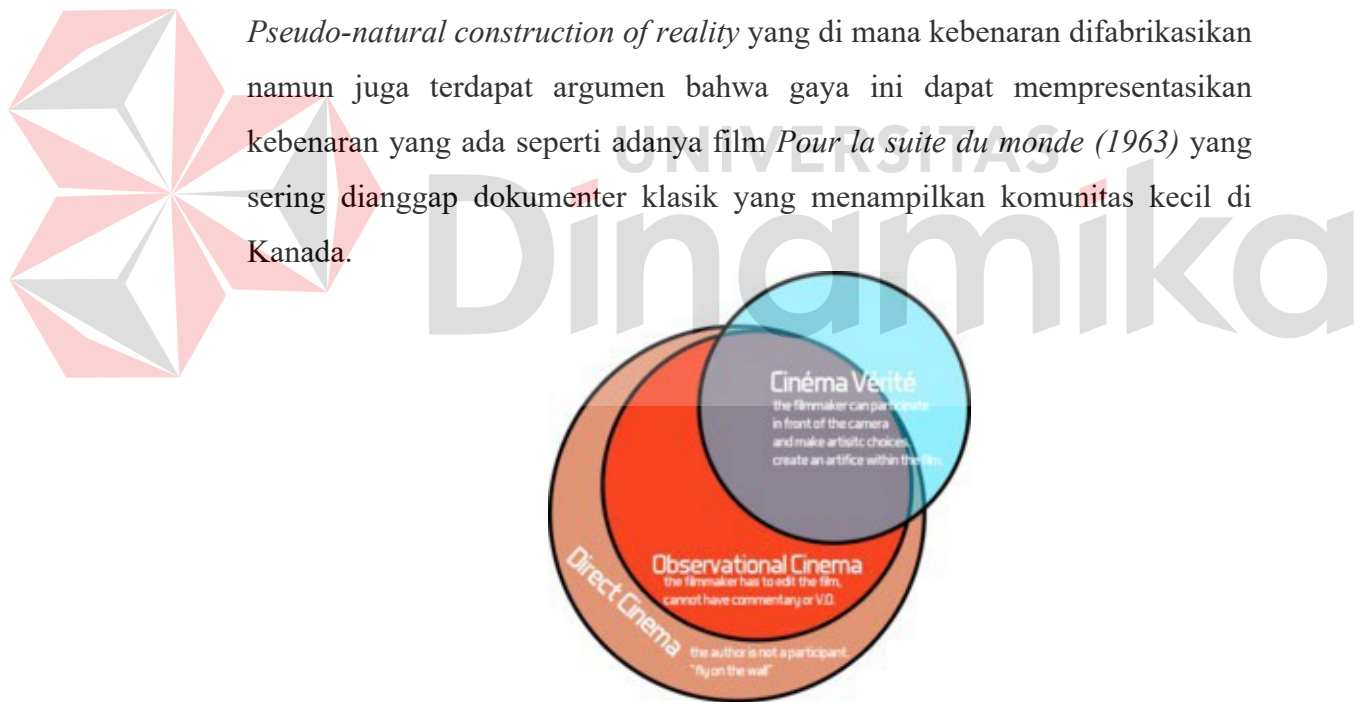 Pseudo-natural construction of reality yang di mana kebenaran difabrikasikan
namun juga terdapat argumen bahwa gaya ini dapat mempresentasikan
kebenaran yang ada seperti adanya film Pour la suite du monde (1963) yang
sering dianggap dokumenter klasik yang menampilkan komunitas kecil di
Kanada.
UNIVERSITAS
Dinamika
Cinéma Vérité
the filmmaker can participate
in front of the camera
and make artisitc choices,
create an artifice within the film
Observational Cinema
the filmmaker has to edit the film,
cannot have commentary or V.O.
Direct Cinema
the author is not a participant,
"fly on the wall"